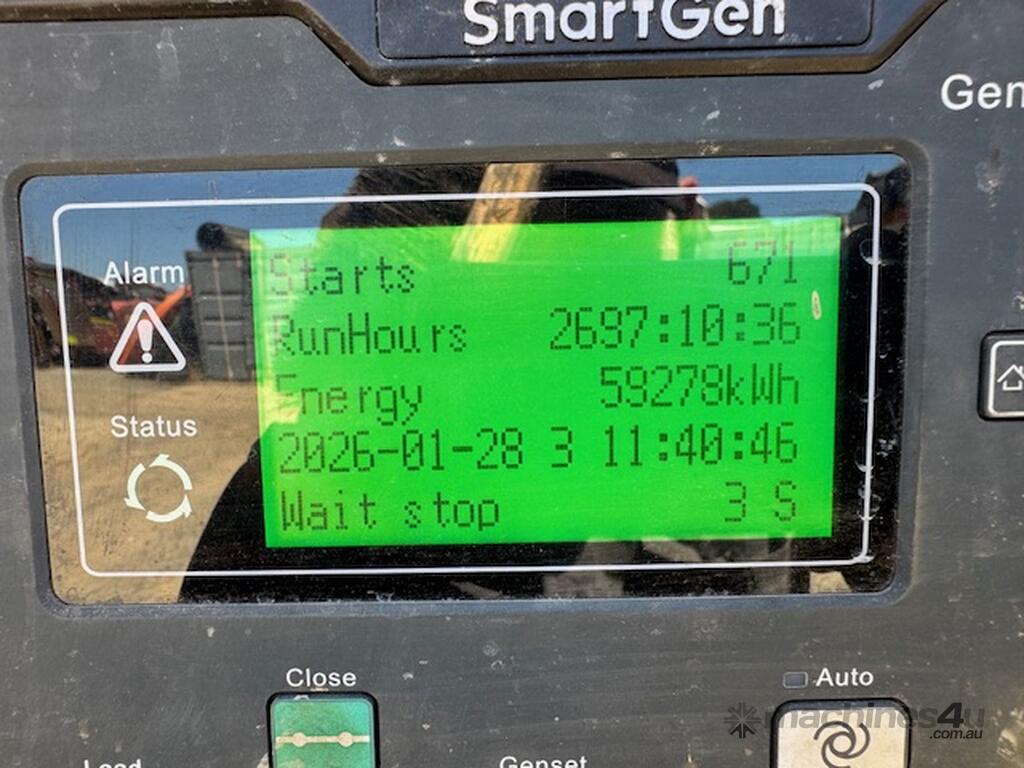 SmartGen
Gen
Alarm
Status
Starts 671
RunHours 2697:10:36
Energy 59278kWh
2026-01-28 3 11:40:46
Wait stop 3 S
Close
Auto
Load
Genset
machines4u
.com.au